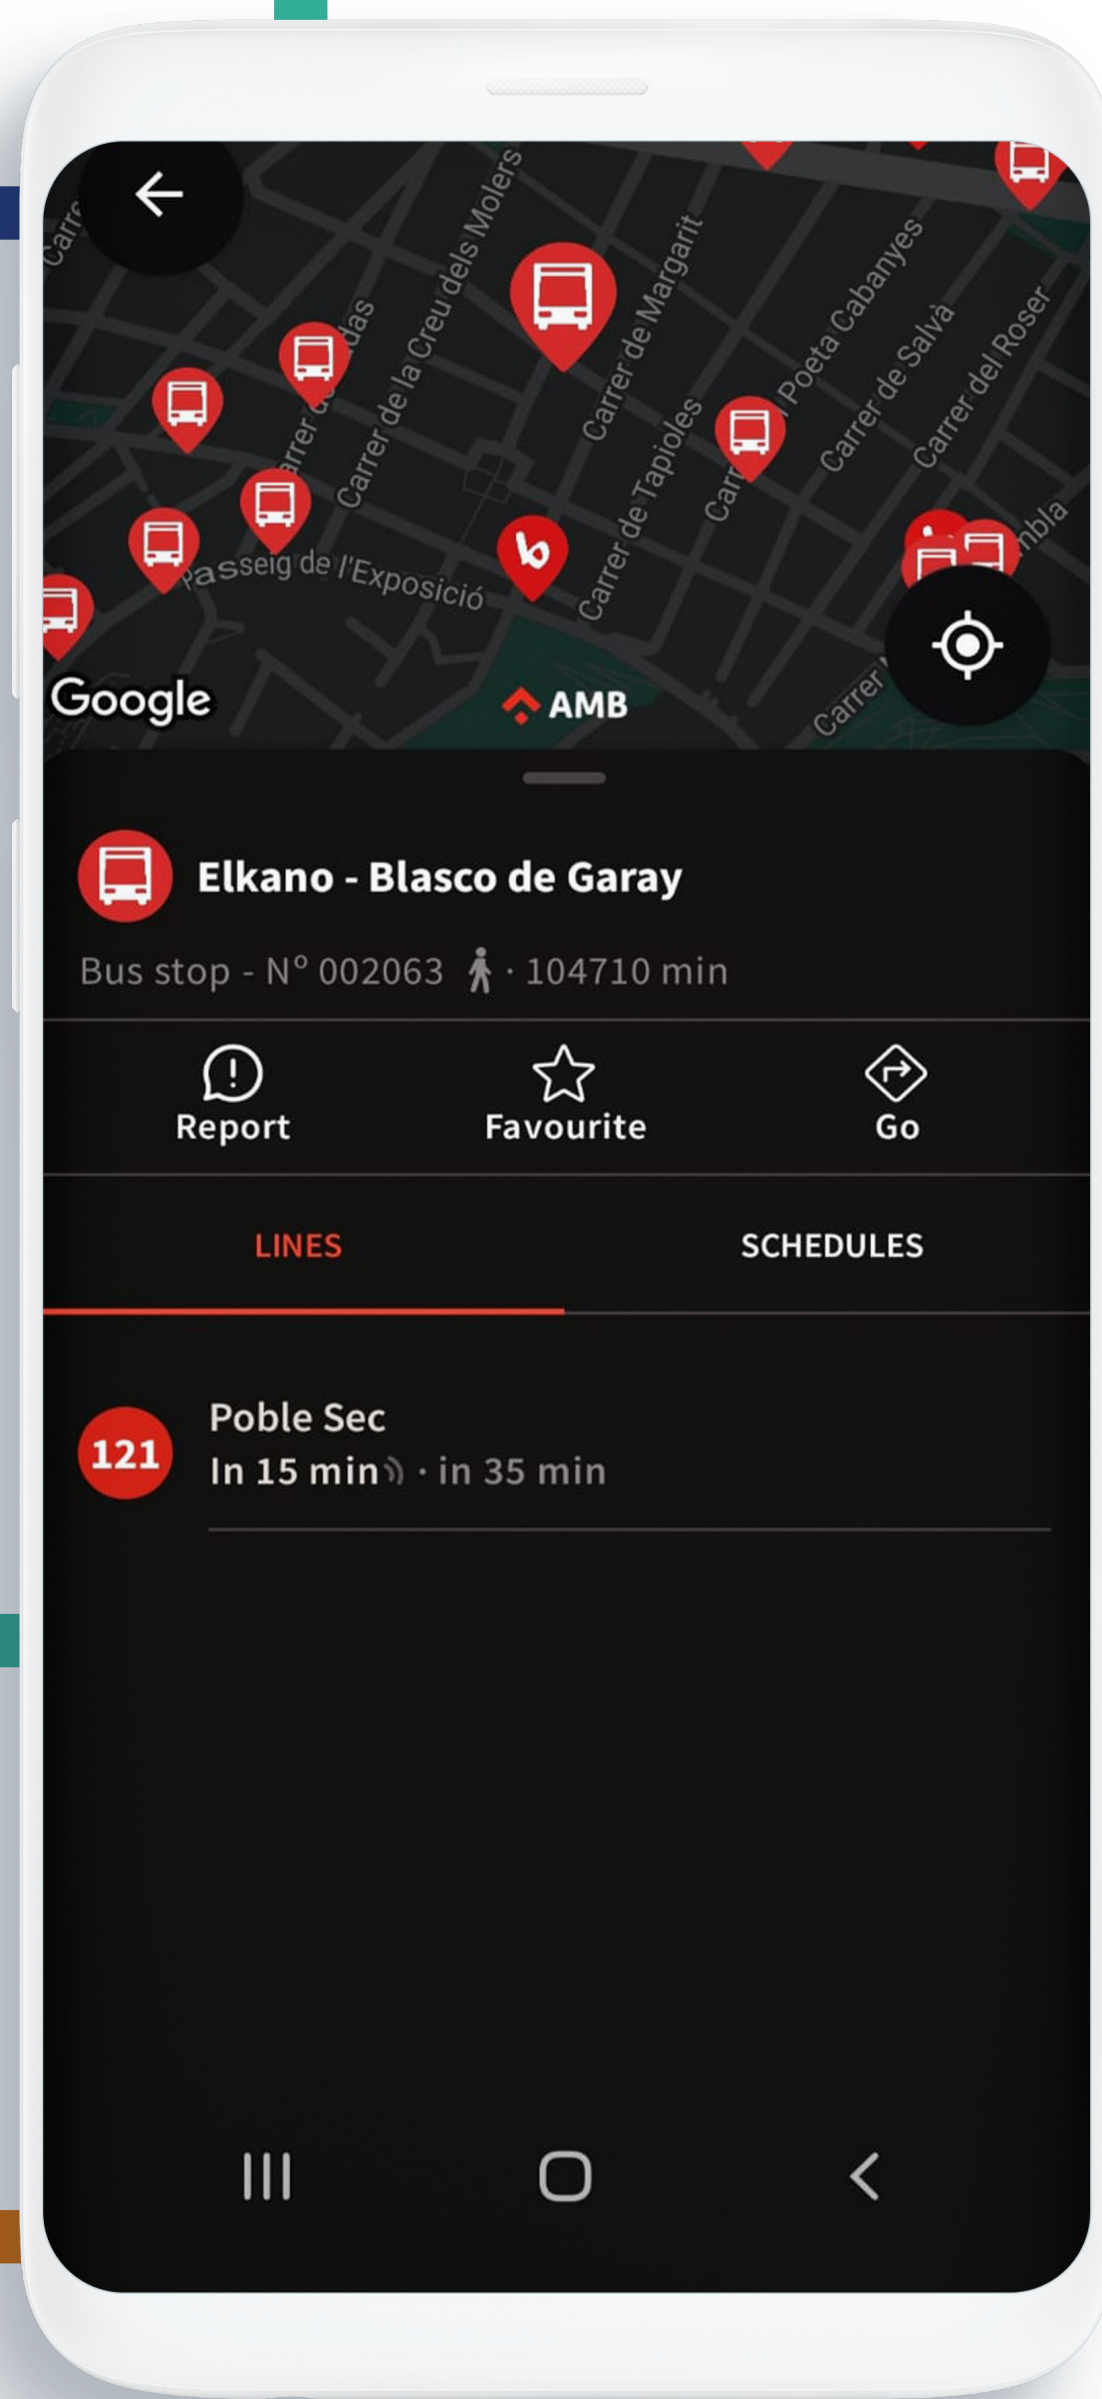 Carrer de la Creu dels Molers
Carrer de Margarit
Poeta Cabanyes
Carrer de Salvà
Carrer del Roser
Carrer de Tapioles
Passeig de l'Exposició
Carrer
Google
AMB
Elkano - Blasco de Garay
Bus stop - Nº 002063 · 104710 min
Report
Favourite
Go
LINES
SCHEDULES
121
Poble Sec
In 15 min · in 35 min